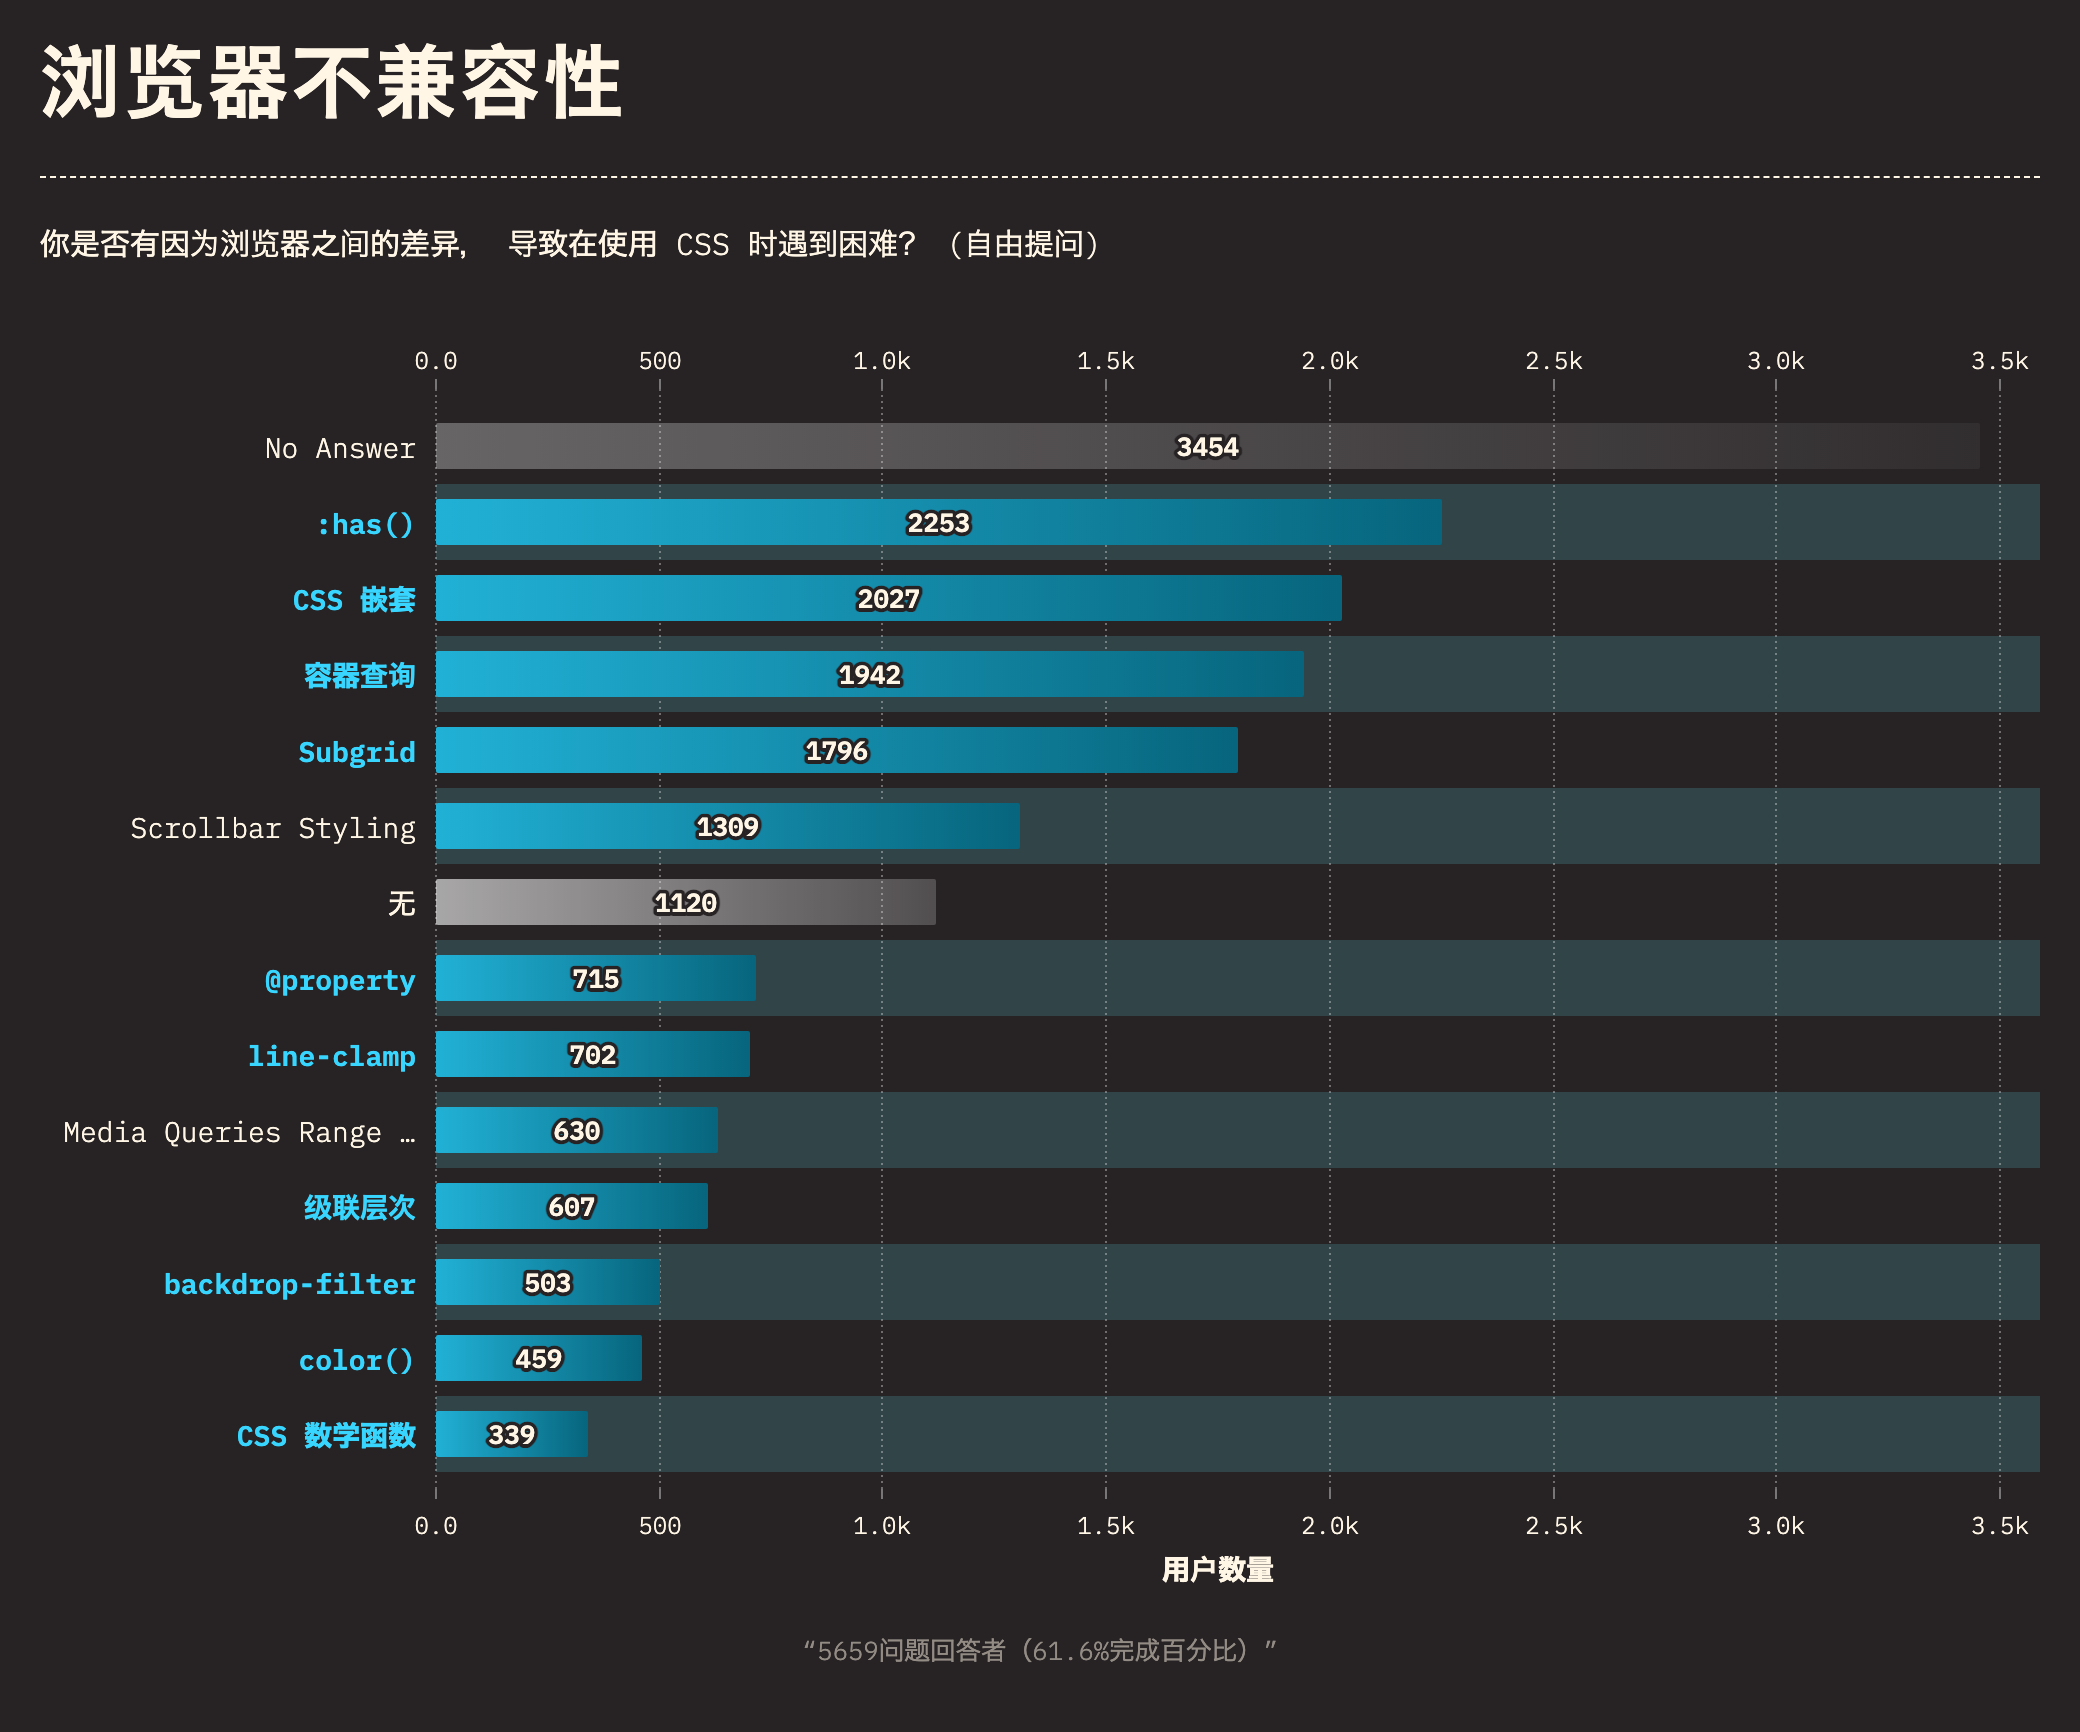 浏览器不兼容性
你是否有因为浏览器之间的差异， 导致在使用 CSS 时遇到困难？（自由提问）
0.0 500 1.0k 1.5k 2.0k 2.5k 3.0k 3.5k
No Answer 3454
:has() 2253
CSS 嵌套 2027
容器查询 1942
Subgrid 1796
Scrollbar Styling 1309
无 1120
@property 715
line-clamp 702
Media Queries Range … 630
级联层次 607
backdrop-filter 503
color() 459
CSS 数学函数 339
0.0 500 1.0k 1.5k 2.0k 2.5k 3.0k 3.5k
用户数量
“5659问题回答者（61.6%完成百分比）”